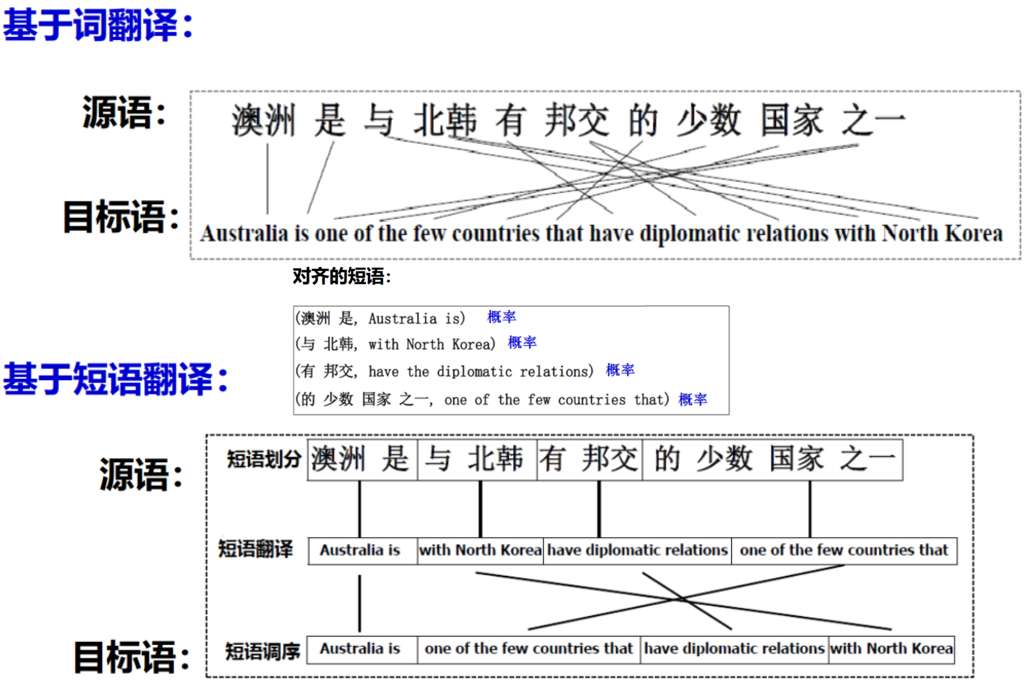 基于词翻译：
源语： 澳洲 是 与 北韩 有 邦交 的 少数 国家 之一
目标语： Australia is one of the few countries that have diplomatic relations with North Korea
对齐的短语：
(澳洲 是, Australia is) 概率
(与 北韩, with North Korea) 概率
(有 邦交, have the diplomatic relations) 概率
(的 少数 国家 之一, one of the few countries that) 概率
基于短语翻译：
源语： 短语划分 澳洲 是 与 北韩 有 邦交 的 少数 国家 之一
短语翻译 Australia is with North Korea have diplomatic relations one of the few countries that
目标语： 短语调序 Australia is one of the few countries that have diplomatic relations with North Korea